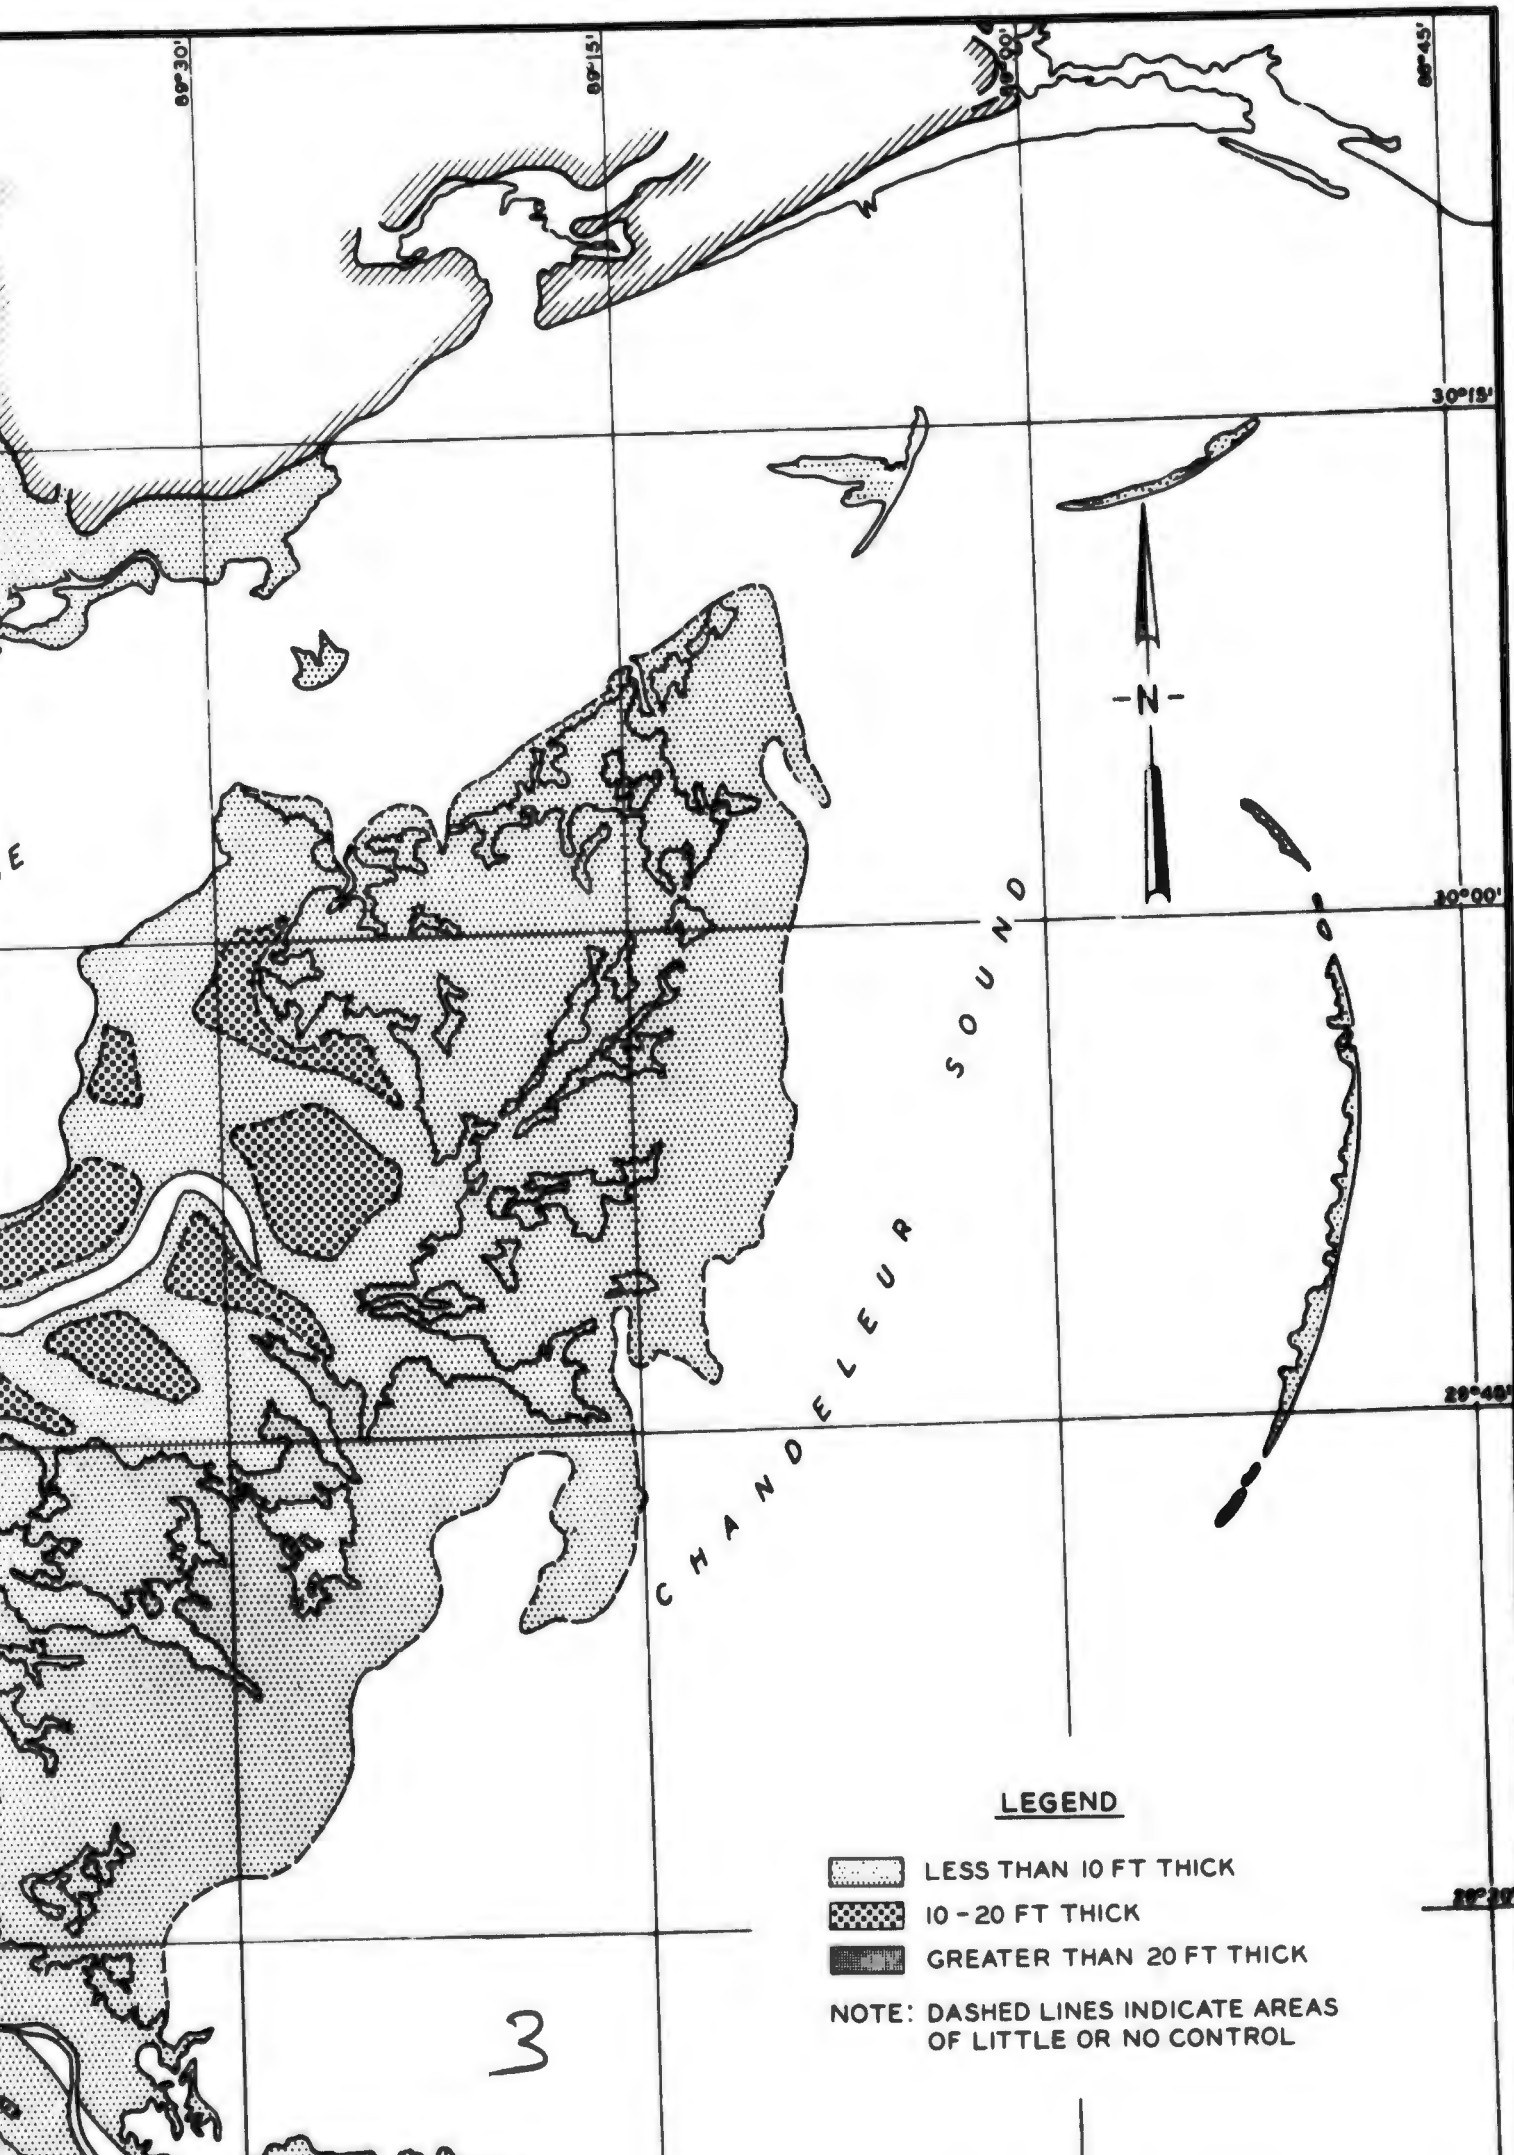 89°30'
89°15'
89°00'
88°45'
30°15'
E
-N-
30°00'
CHANDELEUR SOUND
29°45'
LEGEND
LESS THAN 10 FT THICK
10-20 FT THICK
29°30'
GREATER THAN 20 FT THICK
NOTE: DASHED LINES INDICATE AREAS
OF LITTLE OR NO CONTROL
3